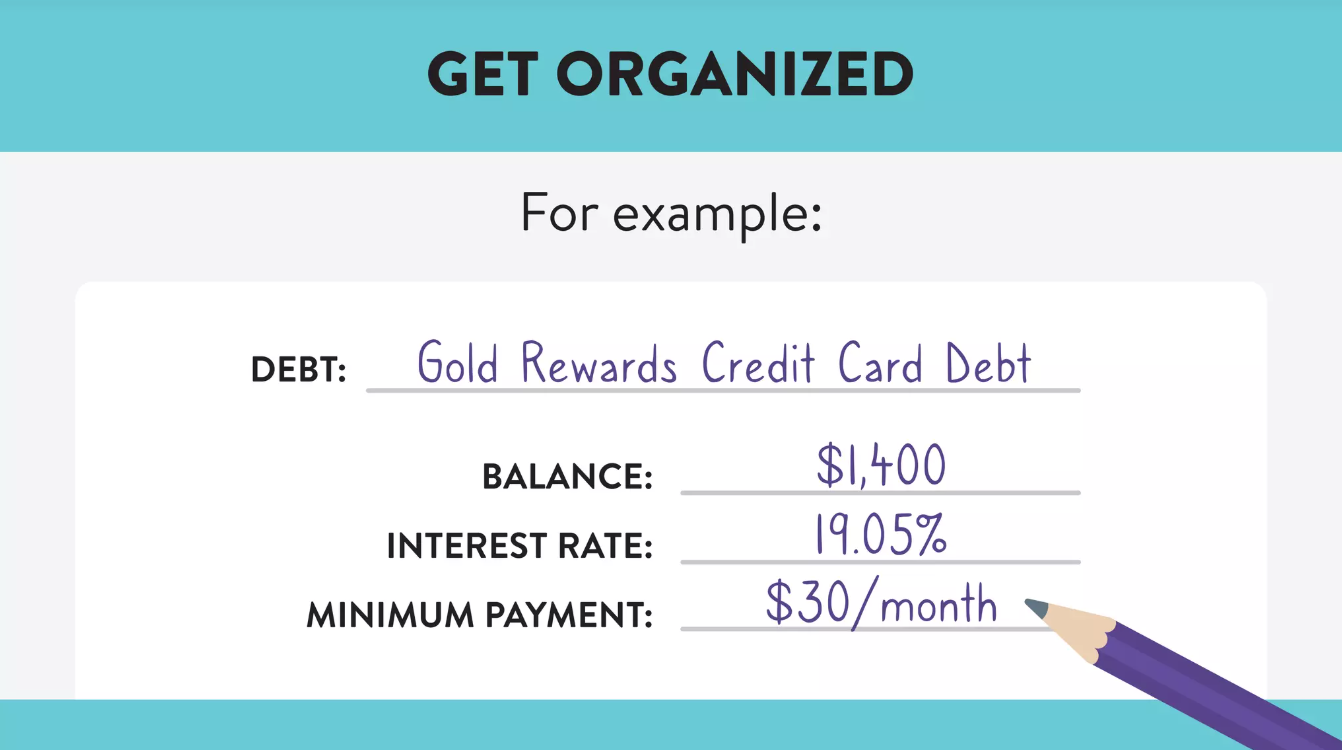 GET ORGANIZED
For example:
DEBT: Gold Rewards Credit Card Debt
BALANCE: $1,400
INTEREST RATE: 19.05%
MINIMUM PAYMENT: $30/month